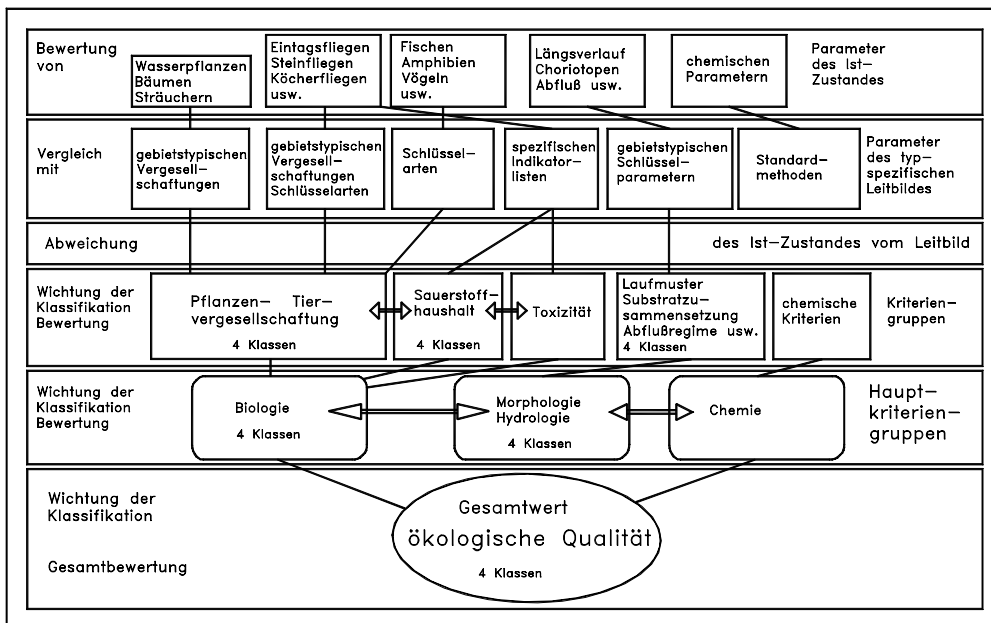 Bewertung
von
Wasserpflanzen
Bäumen
Sträuchern
Eintagsfliegen
Steinfliegen
Köcherfliegen
usw.
Fischen
Amphibien
Vögeln
usw.
Längsverlauf
Choriotopen
Abfluß usw.
chemischen
Parametern
Parameter
des Ist-
Zustandes
Vergleich
mit
gebietstypischen
Vergesell-
schaftungen
gebietstypischen
Vergesell-
schaftungen
Schlüsselarten
Schlüssel-
arten
spezifischen
Indikator-
listen
gebietstypischen
Schlüssel-
parametern
Standard-
methoden
Parameter
des typ-
spezifischen
Leitbildes
Abweichung
des Ist-Zustandes vom Leitbild
Wichtung der
Klassifikation
Bewertung
Pflanzen- Tier-
vergesellschaftung
4 Klassen
Sauerstoff-
haushalt
4 Klassen
Toxizität
Laufmuster
Substratzu-
sammensetzung
Abflußregime usw.
4 Klassen
chemische
Kriterien
Kriterien-
gruppen
Wichtung der
Klassifikation
Bewertung
Biologie
4 Klassen
Morphologie
Hydrologie
4 Klassen
Chemie
Haupt-
kriterien-
gruppen
Wichtung der
Klassifikation
Gesamtbewertung
Gesamtwert
ökologische Qualität
4 Klassen